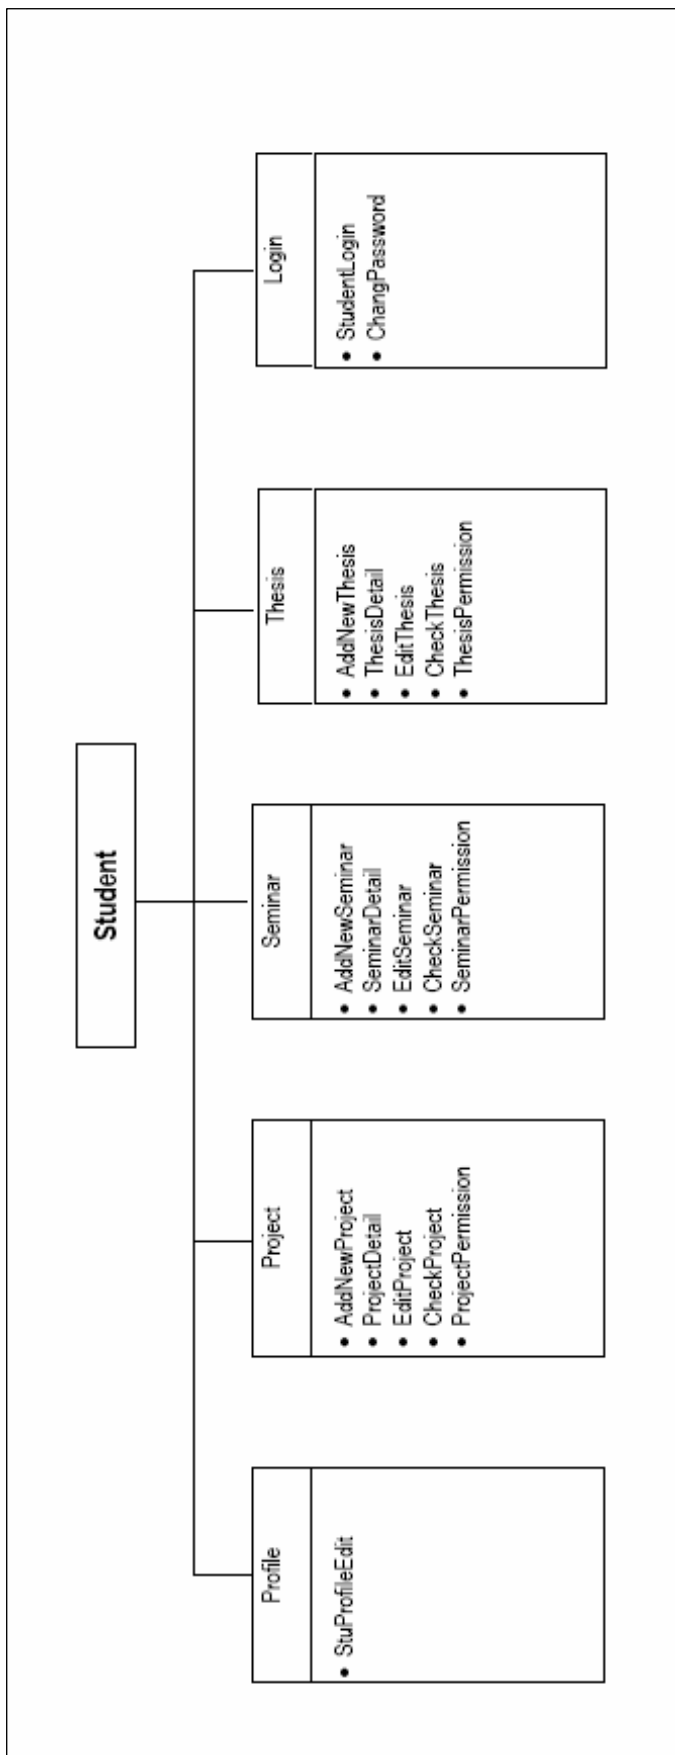 Student
Profile
• StuProfileEdit
Project
• AddNewProject
• ProjectDetail
• EditProject
• CheckProject
• ProjectPermission
Seminar
• AddNewSeminar
• SeminarDetail
• EditSeminar
• CheckSeminar
• SeminarPermission
Thesis
• AddNewThesis
• ThesisDetail
• EditThesis
• CheckThesis
• ThesisPermission
Login
• StudentLogin
• ChangPassword